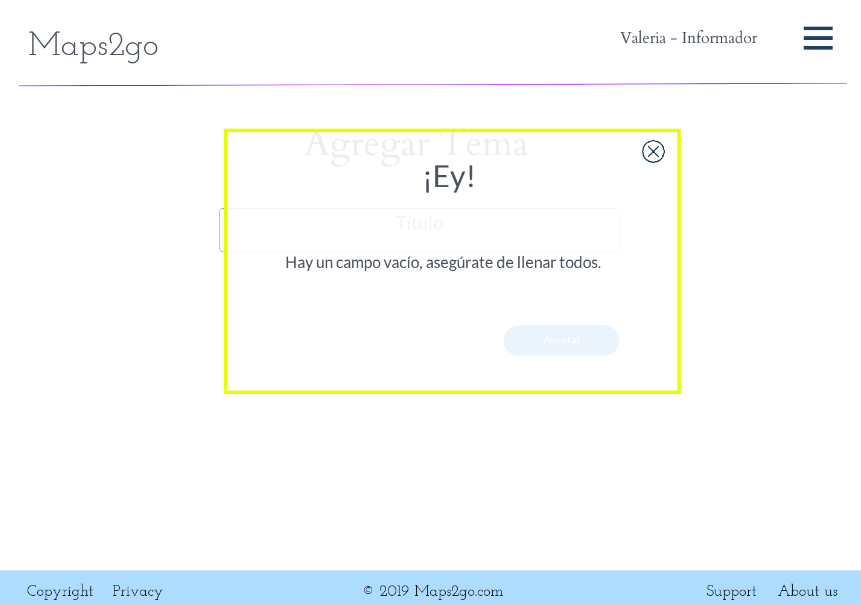 Maps2go
Valeria - Informador
Agregar Tema
¡Ey!
Título
Hay un campo vacío, asegúrate de llenar todos.
Aceptar
Copyright Privacy © 2019 Maps2go.com Support About us